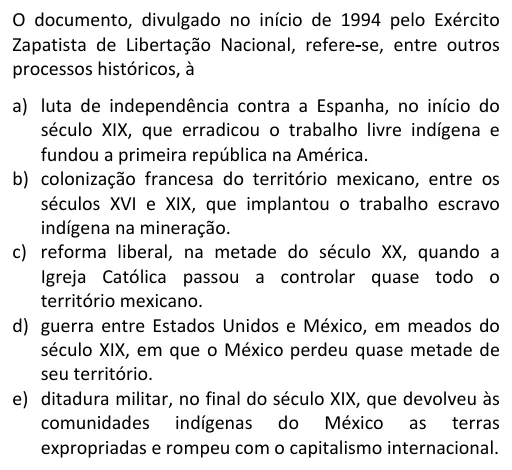 O documento, divulgado no início de 1994 pelo Exército
Zapatista de Libertação Nacional, refere-se, entre outros
processos históricos, à
a) luta de independência contra a Espanha, no início do
século XIX, que erradicou o trabalho livre indígena e
fundou a primeira república na América.
b) colonização francesa do território mexicano, entre os
séculos XVI e XIX, que implantou o trabalho escravo
indígena na mineração.
c) reforma liberal, na metade do século XX, quando a
Igreja Católica passou a controlar quase todo o
território mexicano.
d) guerra entre Estados Unidos e México, em meados do
século XIX, em que o México perdeu quase metade de
seu território.
e) ditadura militar, no final do século XIX, que devolveu às
comunidades indígenas do México as terras
expropriadas e rompeu com o capitalismo internacional.